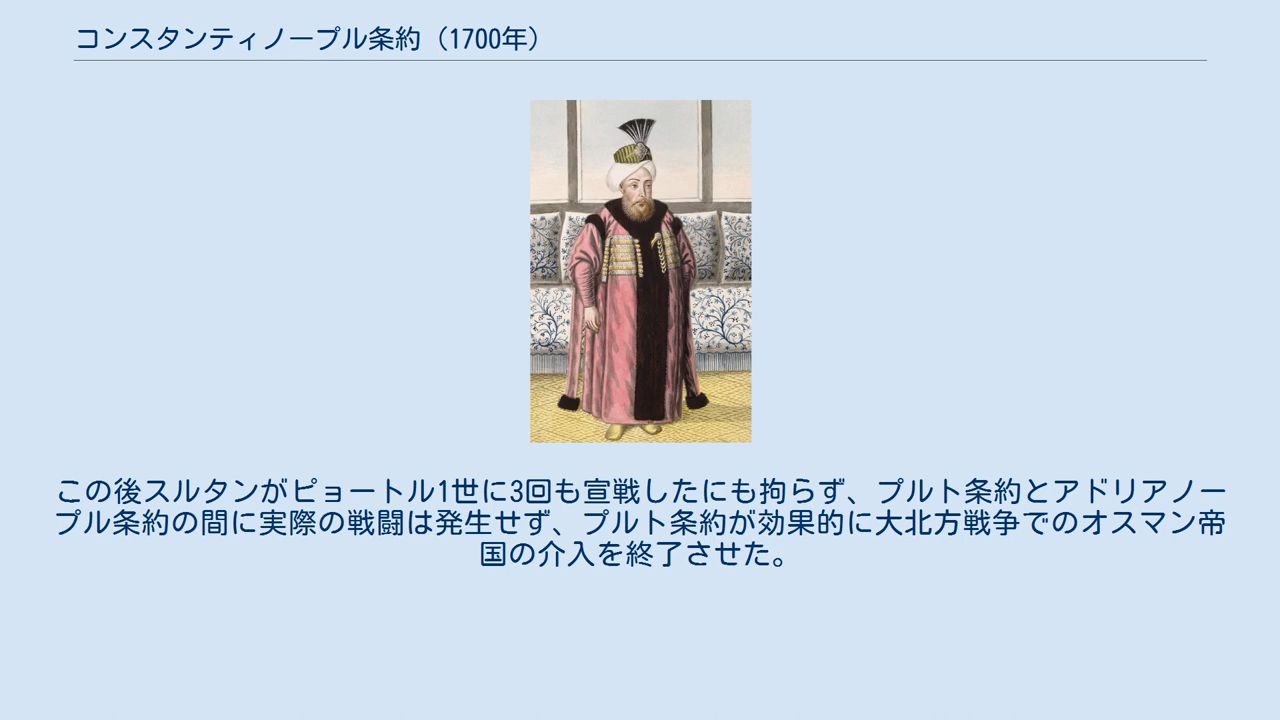 コンスタンティノープル条約（1700年）
この後スルタンがピョートル1世に3回も宣戦したにも拘らず、プルト条約とアドリアノー
プル条約の間に実際の戦闘は発生せず、プルト条約が効果的に大北方戦争でのオスマン帝
国の介入を終了させた。